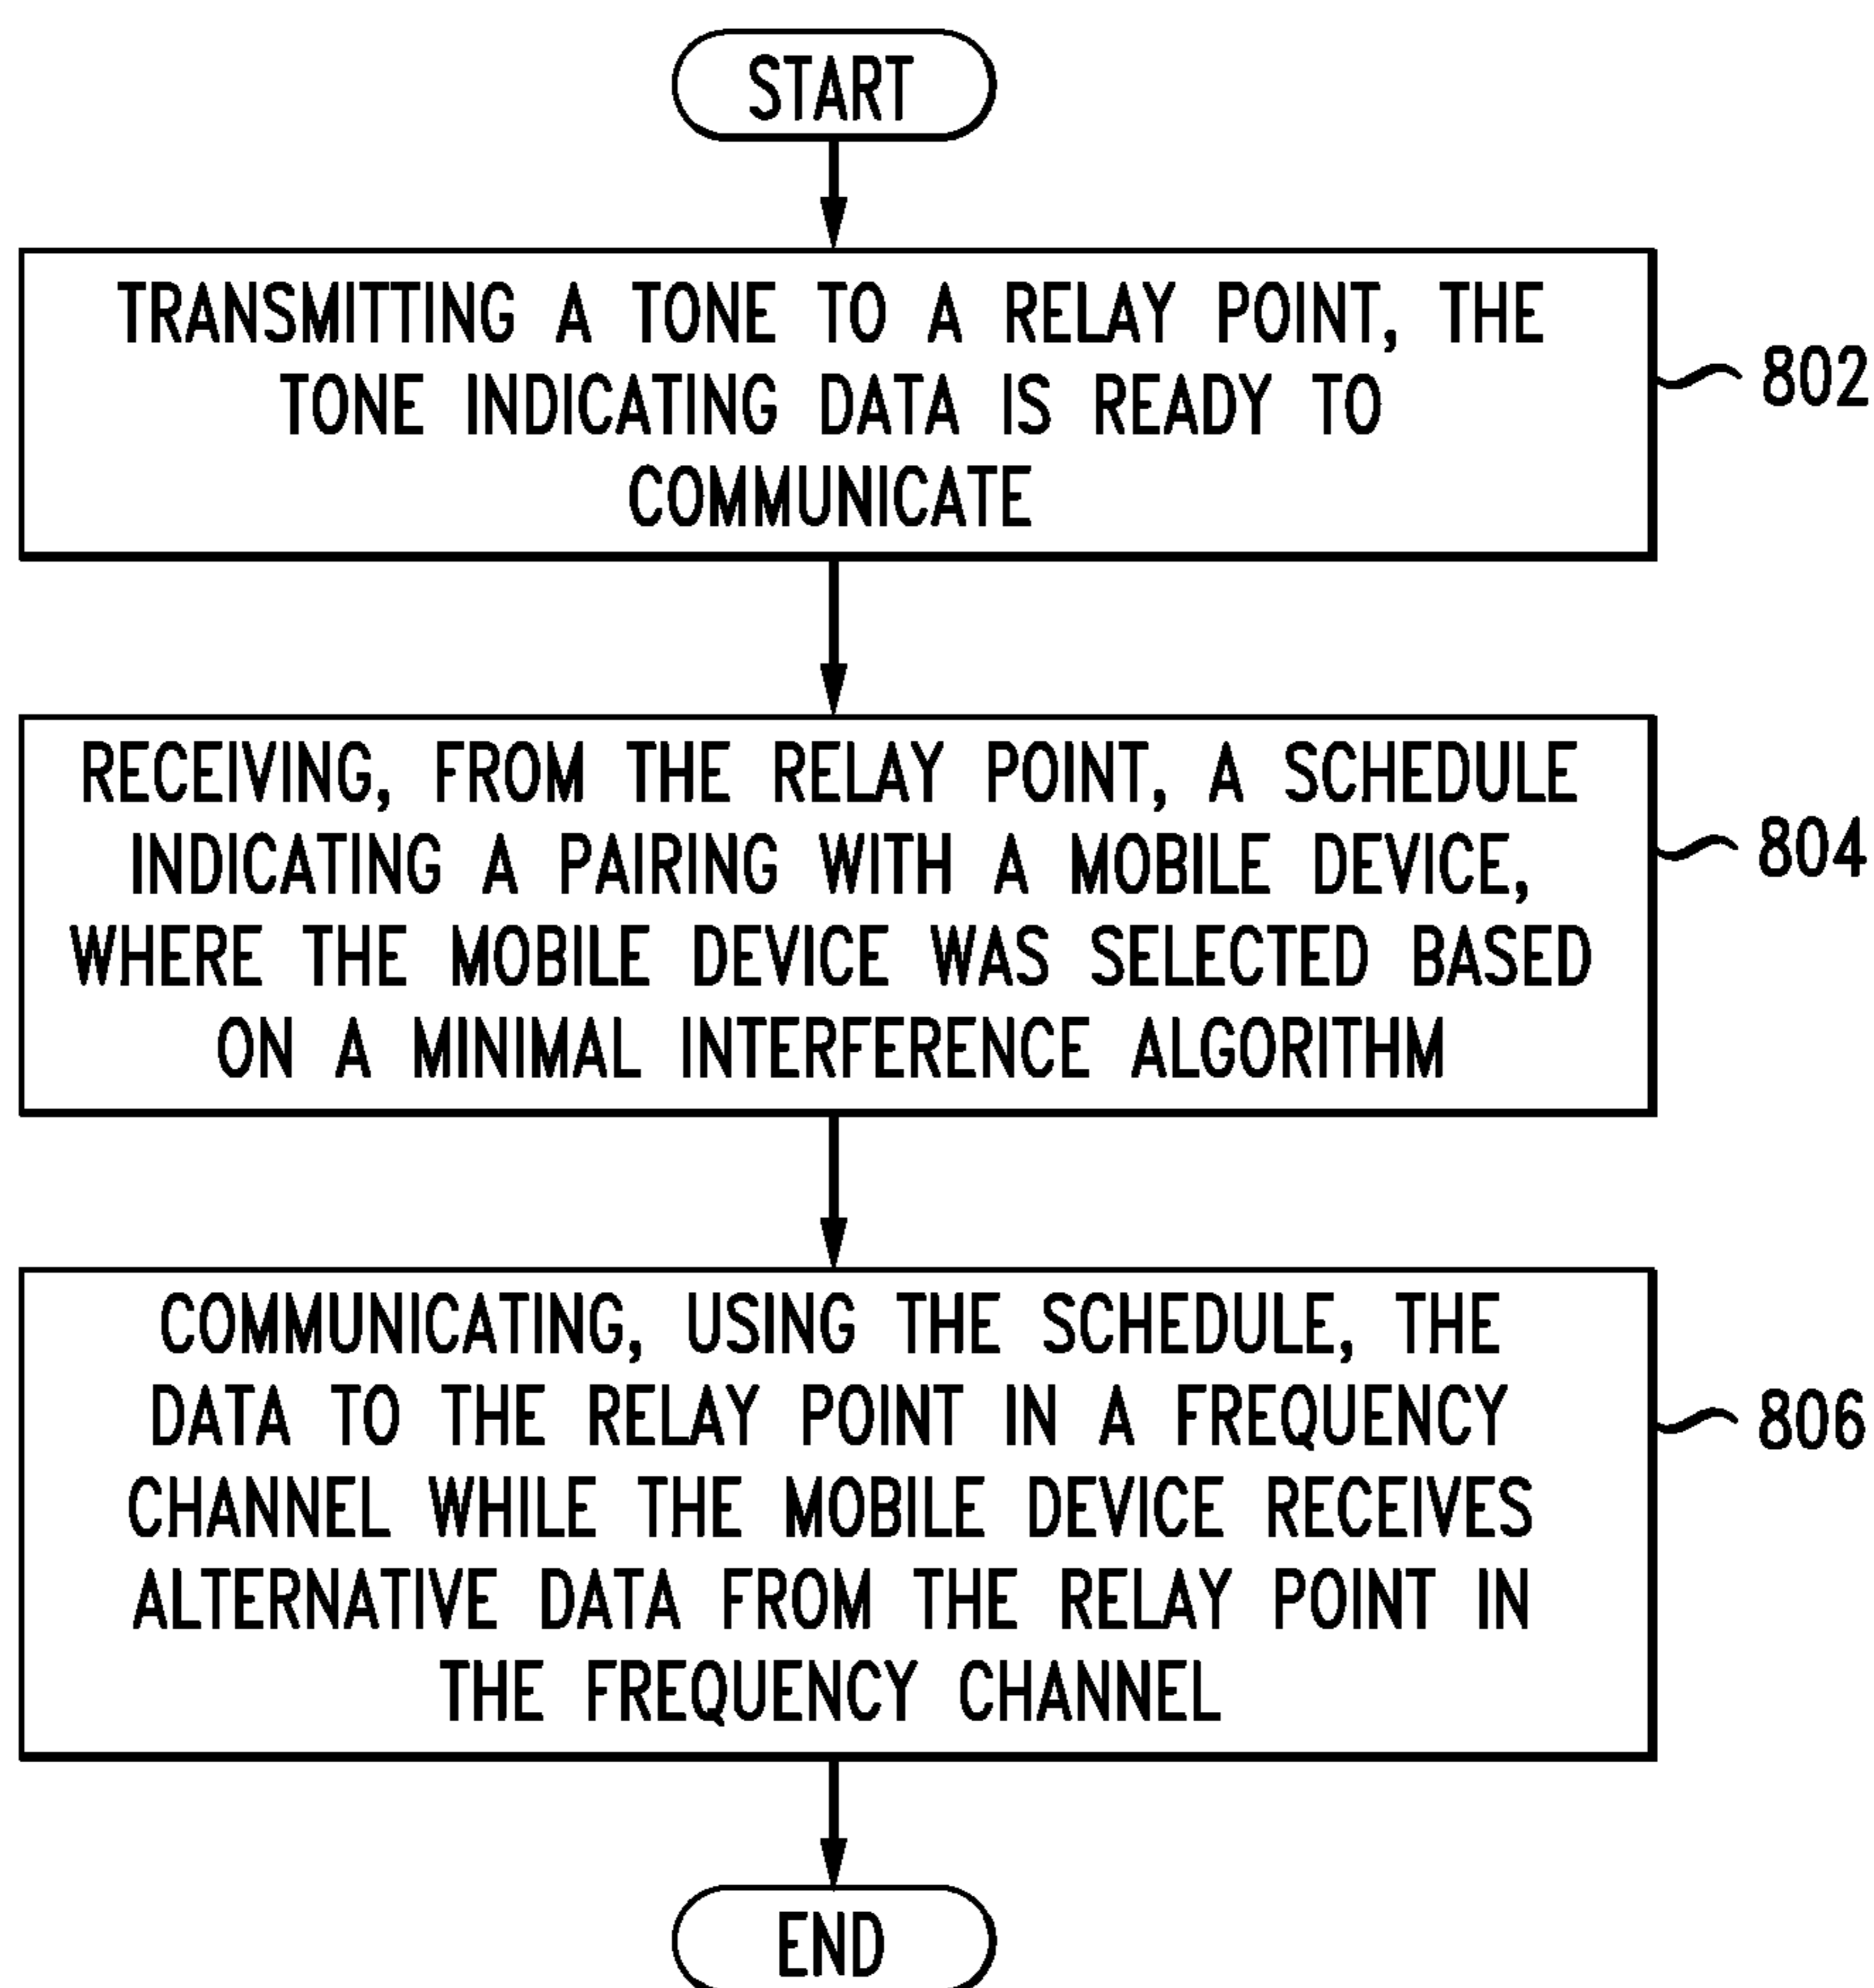 START
TRANSMITTING A TONE TO A RELAY POINT, THE
TONE INDICATING DATA IS READY TO
COMMUNICATE
802
RECEIVING, FROM THE RELAY POINT, A SCHEDULE
INDICATING A PAIRING WITH A MOBILE DEVICE,
WHERE THE MOBILE DEVICE WAS SELECTED BASED
ON A MINIMAL INTERFERENCE ALGORITHM
804
COMMUNICATING, USING THE SCHEDULE, THE
DATA TO THE RELAY POINT IN A FREQUENCY
CHANNEL WHILE THE MOBILE DEVICE RECEIVES
ALTERNATIVE DATA FROM THE RELAY POINT IN
THE FREQUENCY CHANNEL
806
END